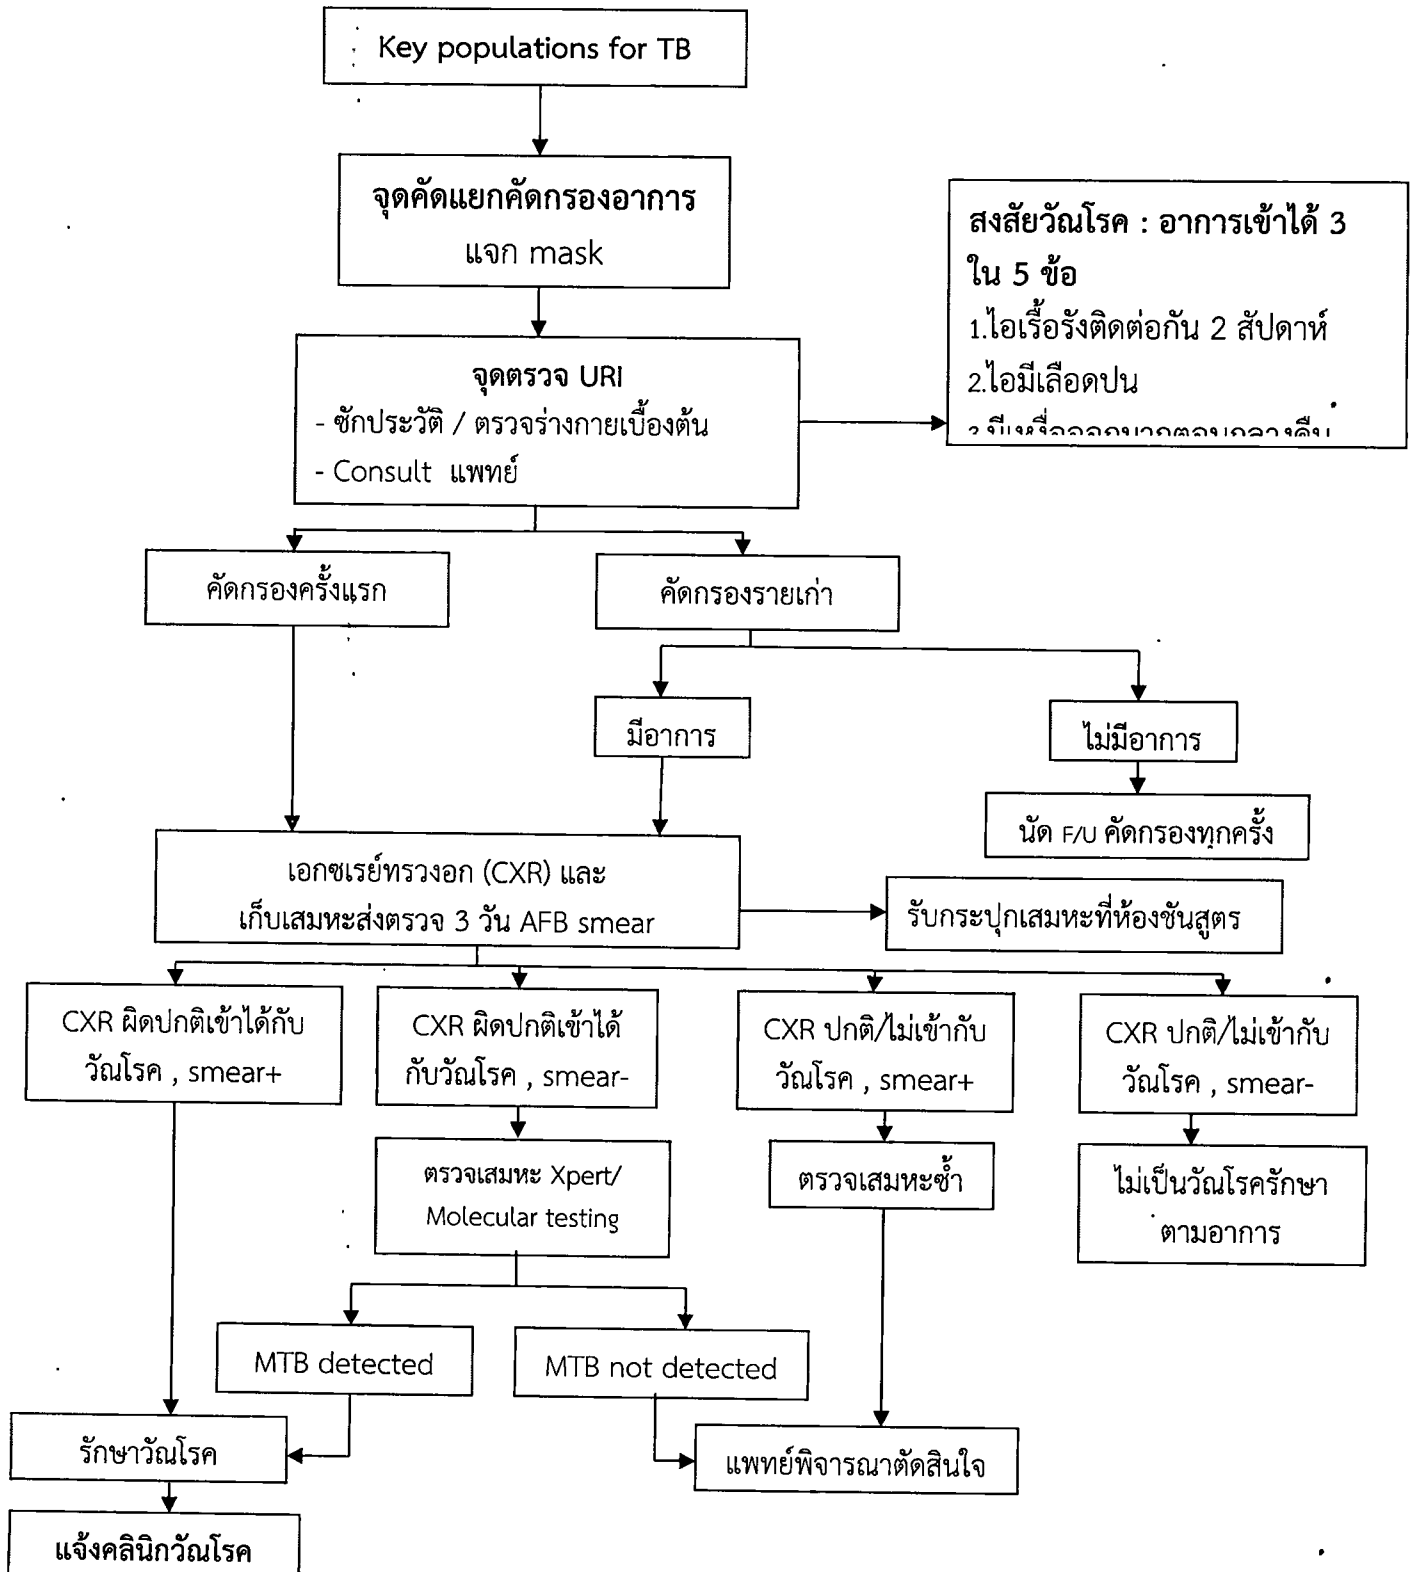 Key populations for TB
จุดคัดแยกคัดกรองอาการ
แจก mask
สงสัยวัณโรค : อาการเข้าได้ 3
ใน 5 ข้อ
1.ไอเรื้อรังติดต่อกัน 2 สัปดาห์
2.ไอมีเลือดปน
จุดตรวจ URI
- ซักประวัติ / ตรวจร่างกายเบื้องต้น
- Consult แพทย์
คัดกรองครั้งแรก
คัดกรองรายเก่า
มีอาการ
ไม่มีอาการ
นัด F/U คัดกรองทุกครั้ง
เอกซเรย์ทรวงอก (CXR) และ
เก็บเสมหะส่งตรวจ 3 วัน AFB smear
รับกระปุกเสมหะที่ห้องชันสูตร
CXR ผิดปกติเข้าได้กับ
วัณโรค , smear+
CXR ผิดปกติเข้าได้
กับวัณโรค , smear-
CXR ปกติ/ไม่เข้ากับ
วัณโรค , smear+
CXR ปกติ/ไม่เข้ากับ
วัณโรค , smear-
ตรวจเสมหะ Xpert/
Molecular testing
ตรวจเสมหะซ้ำ
ไม่เป็นวัณโรครักษา
ตามอาการ
MTB detected
MTB not detected
รักษาวัณโรค
แพทย์พิจารณาตัดสินใจ
แจ้งคลินิกวัณโรค